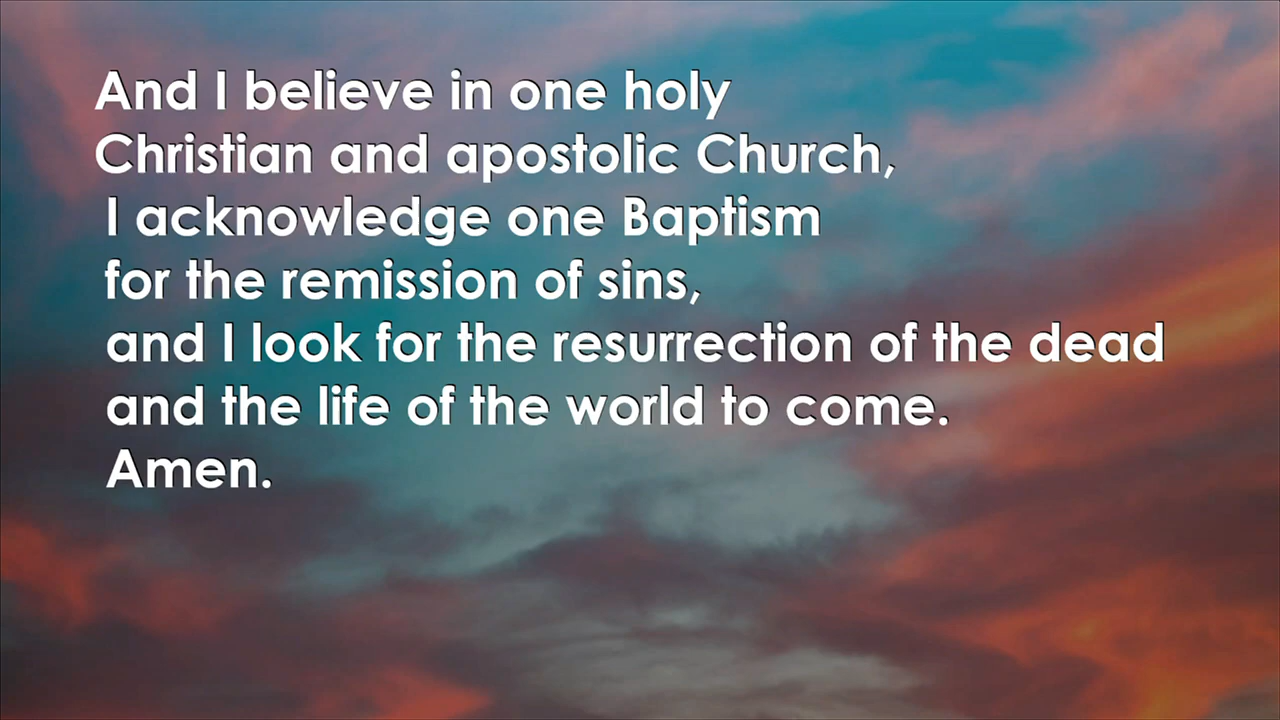 And I believe in one holy
Christian and apostolic Church,
I acknowledge one Baptism
for the remission of sins,
and I look for the resurrection of the dead
and the life of the world to come.
Amen.